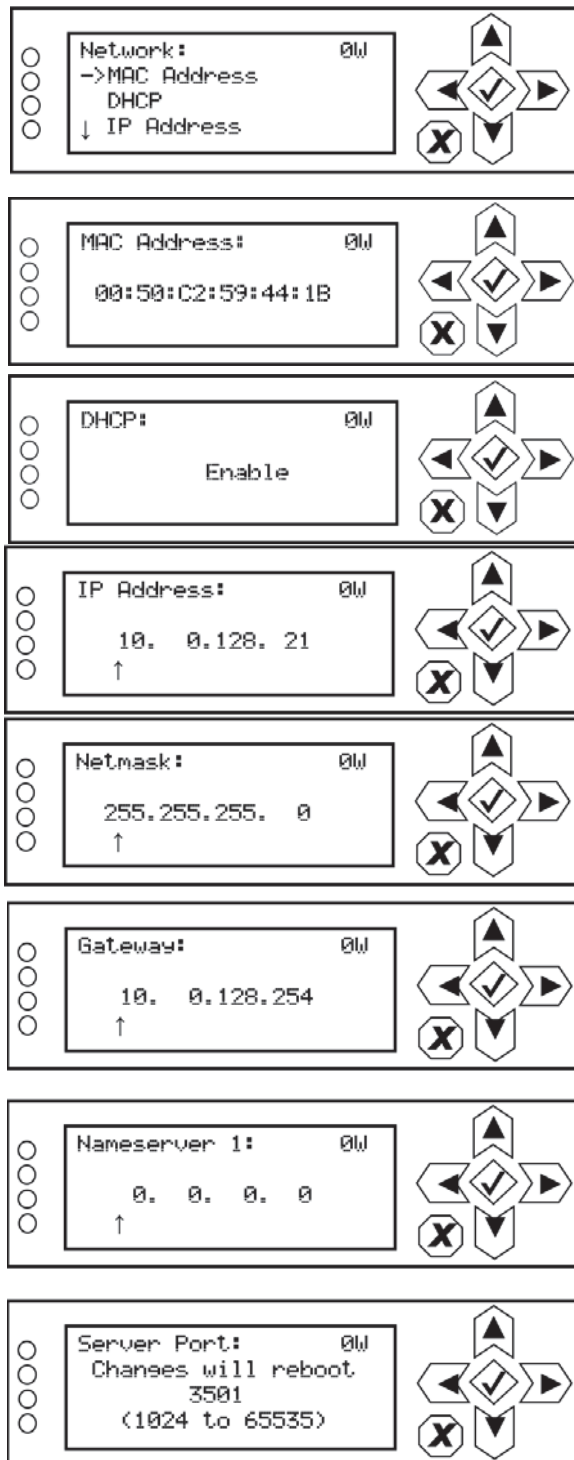 Network: 0W
->MAC Address
DHCP
↓ IP Address
MAC Address: 0W
00:50:C2:59:44:1B
DHCP: 0W
Enable
IP Address: 0W
10. 0.128. 21
↑
Netmask: 0W
255.255.255. 0
↑
Gateway: 0W
10. 0.128.254
↑
Nameserver 1: 0W
0. 0. 0. 0
↑
Server Port: 0W
Changes will reboot
3501
(1024 to 65535)